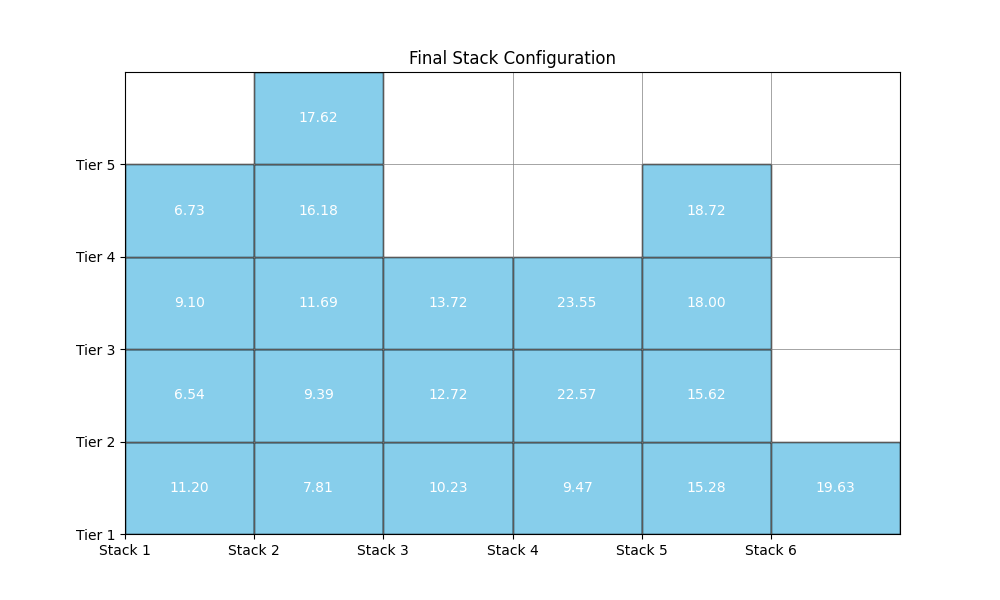 Final Stack Configuration
17.62
Tier 5
6.73 16.18 18.72
Tier 4
9.10 11.69 13.72 23.55 18.00
Tier 3
6.54 9.39 12.72 22.57 15.62
Tier 2
11.20 7.81 10.23 9.47 15.28 19.63
Tier 1
Stack 1 Stack 2 Stack 3 Stack 4 Stack 5 Stack 6